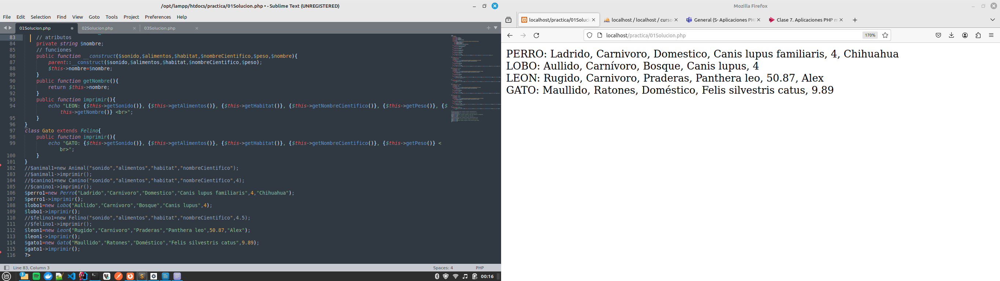 /opt/lampp/htdocs/practica/01Solucion.php • - Sublime Text (UNREGISTERED)
File Edit Selection Find View Goto Tools Project Preferences Help
01Solucion.php 02Solucion.php 03Solucion.php
83 // atributos
84 private string $nombre;
85 // funciones
86 public function __construct($sonido,$alimentos,$habitat,$nombreCientifico,$peso,$nombre){
87 parent::__construct($sonido,$alimentos,$habitat,$nombreCientifico,$peso);
88 $this->nombre=$nombre;
89 }
90 public function getNombre(){
91 return $this->nombre;
92 }
93 public function imprimir(){
94 echo "LEON: {$this->getSonido()}, {$this->getAlimentos()}, {$this->getHabitat()}, {$this->getNombreCientifico()}, {$this->getPeso()}, {$
this->getNombre()} <br>";
95 }
96 }
97 class Gato extends Felino{
98 public function imprimir(){
99 echo "GATO: {$this->getSonido()}, {$this->getAlimentos()}, {$this->getHabitat()}, {$this->getNombreCientifico()}, {$this->getPeso()} <
br>";
100 }
101 }
102 //$animal1=new Animal("sonido","alimentos","habitat","nombreCientifico");
103 //$animal1->imprimir();
104 //$canino1=new Canino("sonido","alimentos","habitat","nombreCientifico",4);
105 //$canino1->imprimir();
106 $perro1=new Perro("Ladrido","Carnivoro","Domestico","Canis lupus familiaris",4,"Chihuahua");
107 $perro1->imprimir();
108 $lobo1=new Lobo("Aullido","Carnívoro","Bosque","Canis lupus",4);
109 $lobo1->imprimir();
110 //$felino1=new Felino("sonido","alimentos","habitat","nombreCientifico",4.5);
111 //$felino1->imprimir();
112 $leon1=new Leon("Rugido","Carnivoro","Praderas","Panthera leo",50.87,"Alex");
113 $leon1->imprimir();
114 $gato1=new Gato("Maullido","Ratones","Doméstico","Felis silvestris catus",9.89);
115 $gato1->imprimir();
116 ?>
Line 83, Column 3 Spaces: 4 PHP
3 00:16
Mozilla Firefox
localhost/practica/01Soluci localhost / localhost / curso General (S- Aplicaciones PH Clase 7. Aplicaciones PHP m
localhost/practica/01Solucion.php 170%
PERRO: Ladrido, Carnivoro, Domestico, Canis lupus familiaris, 4, Chihuahua
LOBO: Aullido, Carnívoro, Bosque, Canis lupus, 4
LEON: Rugido, Carnivoro, Praderas, Panthera leo, 50.87, Alex
GATO: Maullido, Ratones, Doméstico, Felis silvestris catus, 9.89